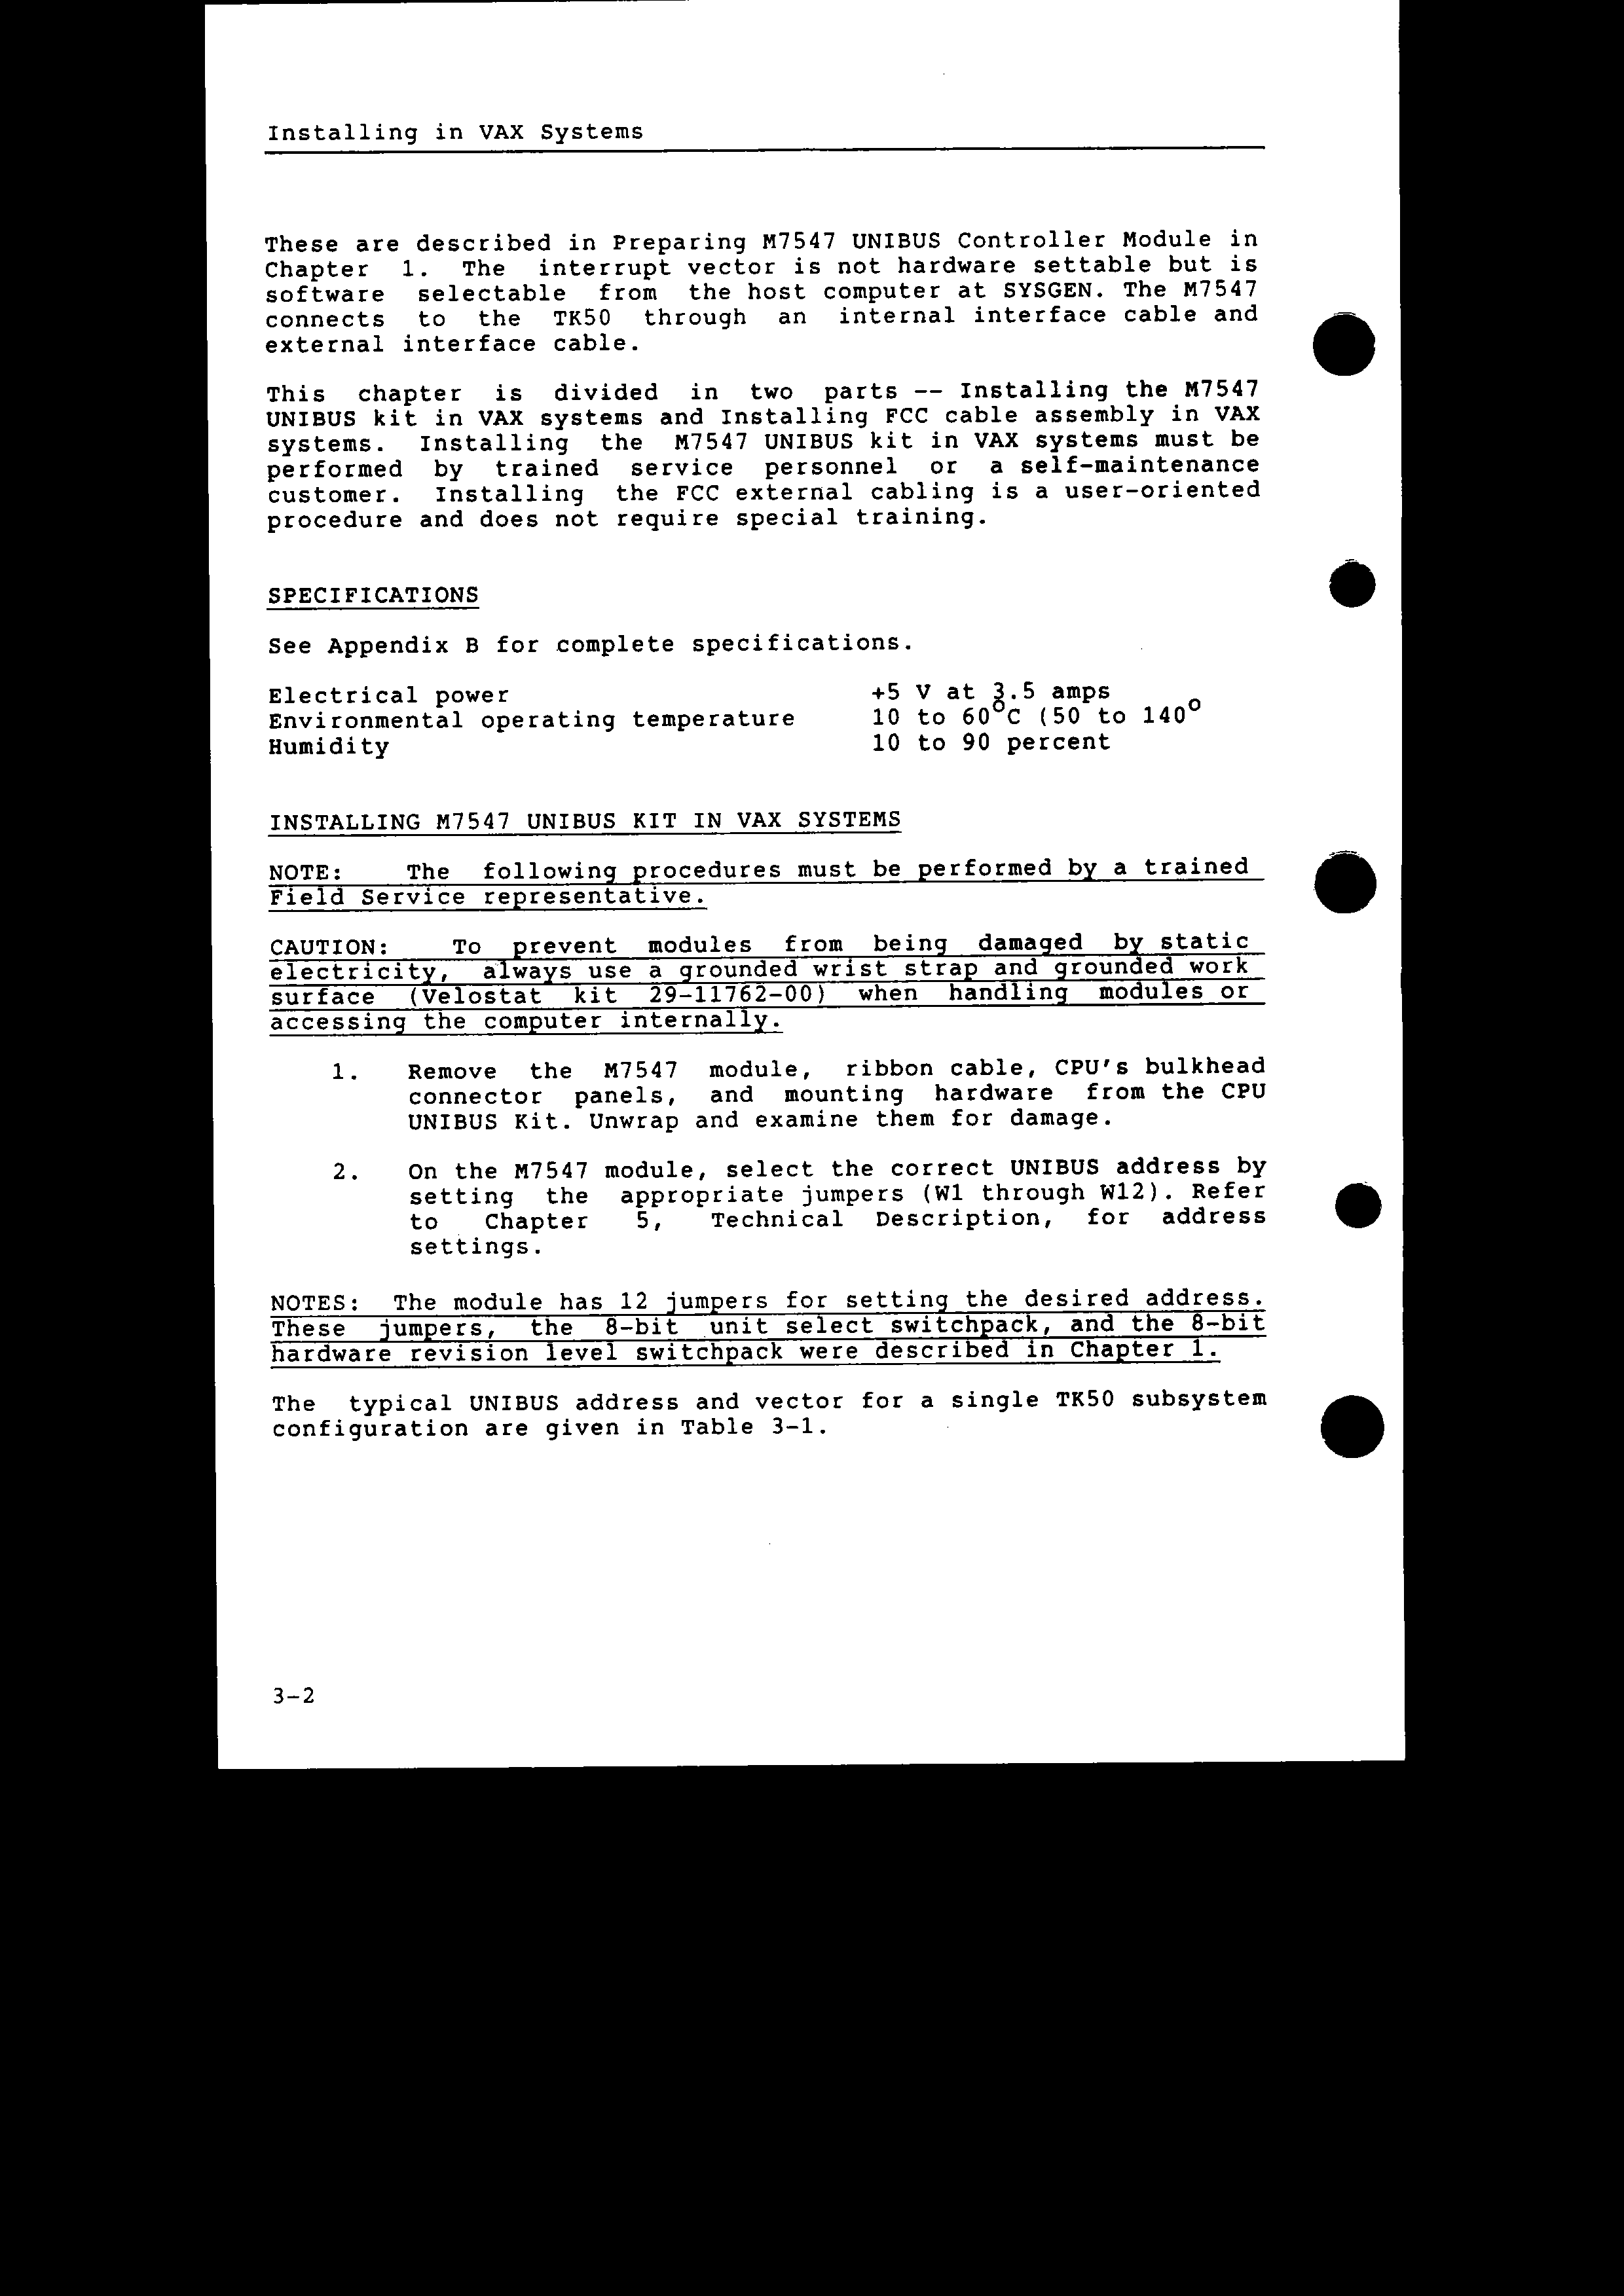 Installing in VAX Systems
These are described in Preparing M7547 UNIBUS Controller Module in
Chapter 1. The interrupt vector is not hardware settable but is
software selectable from the host computer at SYSGEN. The M7547
connects to the TK50 through an internal interface cable and
external interface cable.
This chapter is divided in two parts -- Installing the M7547
UNIBUS kit in VAX systems and Installing FCC cable assembly in VAX
systems. Installing the M7547 UNIBUS kit in VAX systems must be
performed by trained service personnel or a self-maintenance
customer. Installing the FCC external cabling is a user-oriented
procedure and does not require special training.
SPECIFICATIONS
See Appendix B for complete specifications.
Electrical power +5 V at 3.5 amps
Environmental operating temperature 10 to 60°C (50 to 140°
Humidity 10 to 90 percent
INSTALLING M7547 UNIBUS KIT IN VAX SYSTEMS
NOTE: The following procedures must be performed by a trained
Field Service representative.
CAUTION: To prevent modules from being damaged by static
electricity, always use a grounded wrist strap and grounded work
surface (Velostat kit 29-11762-00) when handling modules or
accessing the computer internally.
1. Remove the M7547 module, ribbon cable, CPU's bulkhead
connector panels, and mounting hardware from the CPU
UNIBUS Kit. Unwrap and examine them for damage.
2. On the M7547 module, select the correct UNIBUS address by
setting the appropriate jumpers (W1 through W12). Refer
to Chapter 5, Technical Description, for address
settings.
NOTES: The module has 12 jumpers for setting the desired address.
These jumpers, the 8-bit unit select switchpack, and the 8-bit
hardware revision level switchpack were described in Chapter 1.
The typical UNIBUS address and vector for a single TK50 subsystem
configuration are given in Table 3-1.
3-2